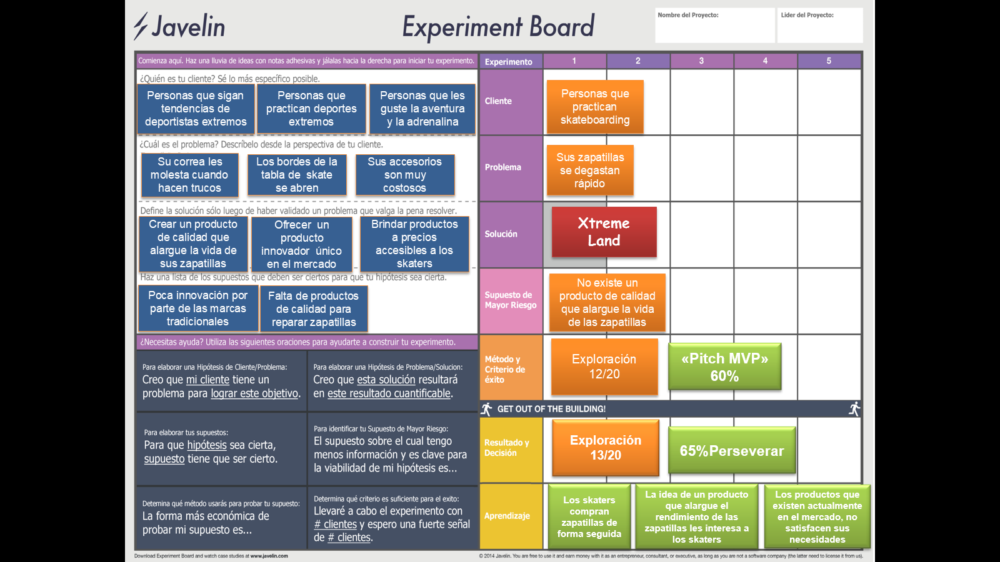 Javelin
Experiment Board
Nombre del Proyecto:
Lider del Proyecto:
Comienza aquí. Haz una lluvia de ideas con notas adhesivas y jálalas hacia la derecha para iniciar tu experimento.
¿Quién es tu cliente? Sé lo más específico posible.
Personas que sigan
tendencias de
deportistas extremos
Personas que
practican deportes
extremos
Personas que les
guste la aventura
y la adrenalina
¿Cuál es el problema? Descríbelo desde la perspectiva de tu cliente.
Su correa les
molesta cuando
hacen trucos
Los bordes de la
tabla de skate
se abren
Sus accesorios
son muy
costosos
Define la solución sólo luego de haber validado un problema que valga la pena resolver.
Crear un producto
de calidad que
alargue la vida de
sus zapatillas
Ofrecer un
producto
innovador único
en el mercado
Brindar productos
a precios
accesibles a los
skaters
Haz una lista de los supuestos que deben ser ciertos para que tu hipótesis sea cierta.
Poca innovación por
parte de las marcas
tradicionales
Falta de productos
de calidad para
reparar zapatillas
¿Necesitas ayuda? Utiliza las siguientes oraciones para ayudarte a construir tu experimento.
Para elaborar una Hipótesis de Cliente/Problema:
Creo que mi cliente tiene un
problema para lograr este objetivo.
Para elaborar una Hipótesis de Problema/Solucion:
Creo que esta solución resultará
en este resultado cuantificable.
Para elaborar tus supuestos:
Para que hipótesis sea cierta,
supuesto tiene que ser cierto.
Para identificar tu Supuesto de Mayor Riesgo:
El supuesto sobre el cual tengo
menos información y es clave para
la viabilidad de mi hipótesis es...
Detemina qué método usarás para probar tu supuesto:
La forma más económica de
probar mi supuesto es...
Determina qué criterio es suficiente para el exito:
Llevaré a cabo el experimento con
# clientes y espero una fuerte señal
de # clientes.
Experimento
1
2
3
4
5
Cliente
Personas que
practican
skateboarding
Problema
Sus zapatillas
se degastan
rápido
Solución
Xtreme
Land
Supuesto de
Mayor Riesgo
No existe un
producto de calidad
que alargue la vida
de las zapatillas
Método y
Criterio de
éxito
Exploración
12/20
«Pitch MVP»
60%
GET OUT OF THE BUILDING!
Resultado y
Decisión
Exploración
13/20
65%Perseverar
Aprendizaje
Los skaters
compran
zapatillas de
forma seguida
La idea de un producto
que alargue el
rendimiento de las
zapatillas les interesa a
los skaters
Los productos que
existen actualmente
en el mercado, no
satisfacen sus
necesidades
Download Experiment Board and watch case studies at www.javelin.com
© 2014 Javelin. You are free to use it and earn money with it as an entrepreneur, consultant, or executive, as long as you are not a software company (the latter need to license it from us).